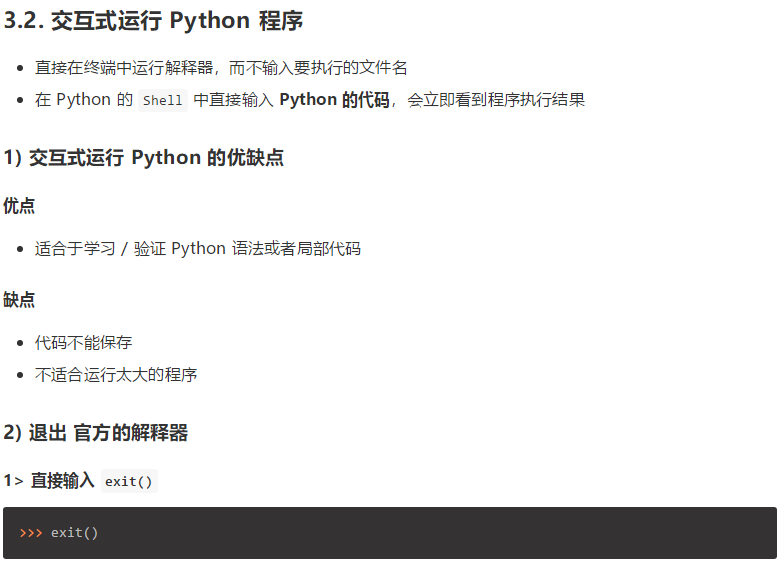 3.2. 交互式运行 Python 程序
直接在终端中运行解释器，而不输入要执行的文件名
在 Python 的 Shell 中直接输入 Python 的代码，会立即看到程序执行结果
1) 交互式运行 Python 的优缺点
优点
适合于学习 / 验证 Python 语法或者局部代码
缺点
代码不能保存
不适合运行太大的程序
2) 退出 官方的解释器
1> 直接输入 exit()
>>> exit()